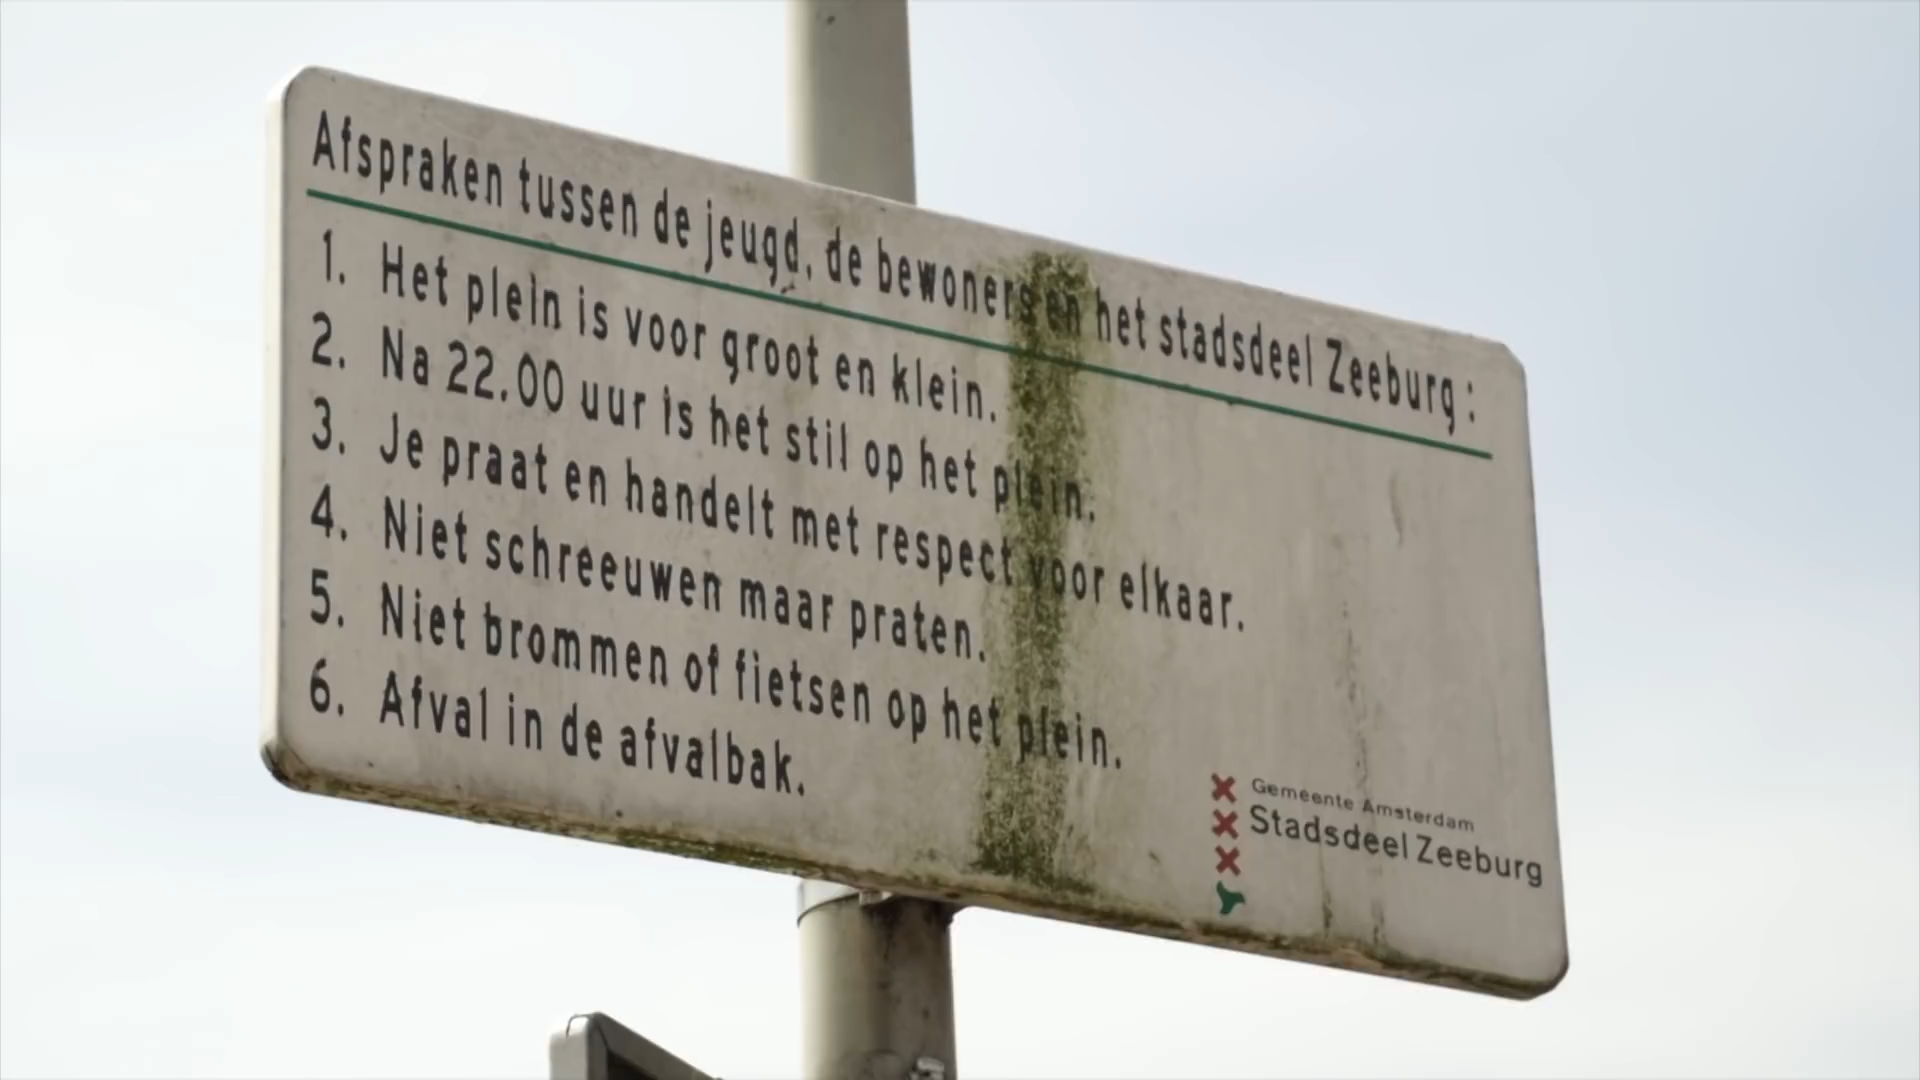 Afspraken tussen de jeugd, de bewoners en het stadsdeel Zeeburg :
1. Het plein is voor groot en klein.
2. Na 22.00 uur is het stil op het plein.
3. Je praat en handelt met respect voor elkaar.
4. Niet schreeuwen maar praten.
5. Niet brommen of fietsen op het plein.
6. Afval in de afvalbak.
Gemeente Amsterdam
Stadsdeel Zeeburg